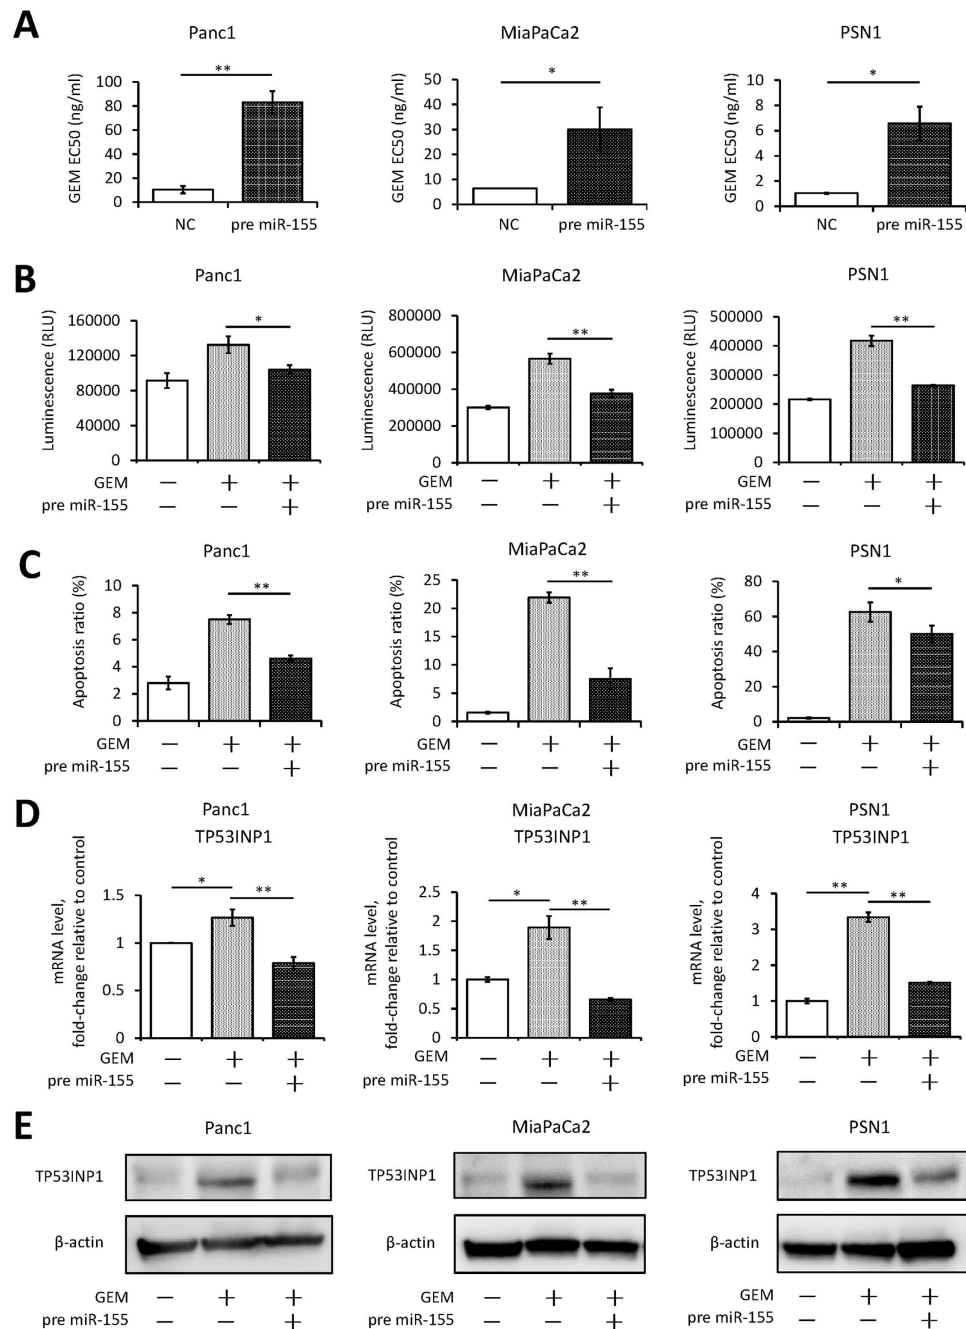 A
Panc1
MiaPaCa2
PSN1
GEM EC50 (ng/ml)
100
80
60
40
20
0
**
NC
pre miR-155
GEM EC50 (ng/ml)
50
40
30
20
10
0
*
NC
pre miR-155
GEM EC50 (ng/ml)
10
8
6
4
2
0
*
NC
pre miR-155
B
Panc1
MiaPaCa2
PSN1
Luminescence (RLU)
160000
120000
80000
40000
0
*
Luminescence (RLU)
800000
600000
400000
200000
0
**
Luminescence (RLU)
500000
400000
300000
200000
100000
0
**
GEM — + +
pre miR-155 — — +
GEM — + +
pre miR-155 — — +
GEM — + +
pre miR-155 — — +
C
Panc1
MiaPaCa2
PSN1
Apoptosis ratio (%)
10
8
6
4
2
0
**
Apoptosis ratio (%)
25
20
15
10
5
0
**
Apoptosis ratio (%)
80
60
40
20
0
*
GEM — + +
pre miR-155 — — +
GEM — + +
pre miR-155 — — +
GEM — + +
pre miR-155 — — +
D
Panc1
TP53INP1
MiaPaCa2
TP53INP1
PSN1
TP53INP1
mRNA level,
fold-change relative to control
1.5
1
0.5
0
*
**
mRNA level,
fold-change relative to control
2.5
2
1.5
1
0.5
0
*
**
mRNA level,
fold-change relative to control
4
3
2
1
0
**
**
GEM — + +
pre miR-155 — — +
GEM — + +
pre miR-155 — — +
GEM — + +
pre miR-155 — — +
E
Panc1
MiaPaCa2
PSN1
TP53INP1
TP53INP1
TP53INP1
β-actin
β-actin
β-actin
GEM — + +
pre miR-155 — — +
GEM — + +
pre miR-155 — — +
GEM — + +
pre miR-155 — — +